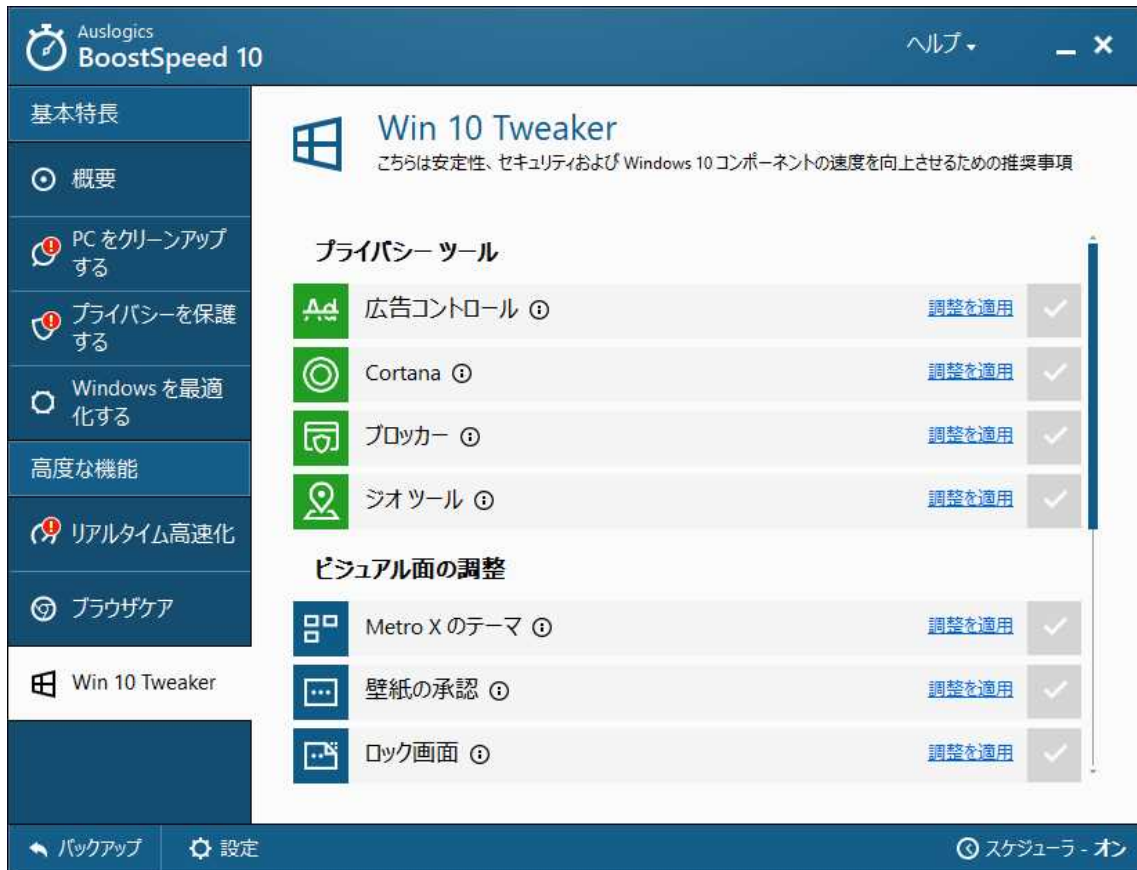 Auslogics
BoostSpeed 10
ヘルプ
基本特長
概要
PC をクリーンアップ
する
プライバシーを保護
する
Windows を最適
化する
高度な機能
リアルタイム高速化
ブラウザケア
Win 10 Tweaker
Win 10 Tweaker
こちらは安定性、セキュリティおよび Windows 10 コンポーネントの速度を向上させるための推奨事項
プライバシー ツール
Ad 広告コントロール 調整を適用
Cortana 調整を適用
ブロッカー 調整を適用
ジオ ツール 調整を適用
ビジュアル面の調整
Metro X のテーマ 調整を適用
壁紙の承認 調整を適用
ロック画面 調整を適用
バックアップ 設定 スケジューラ - オン